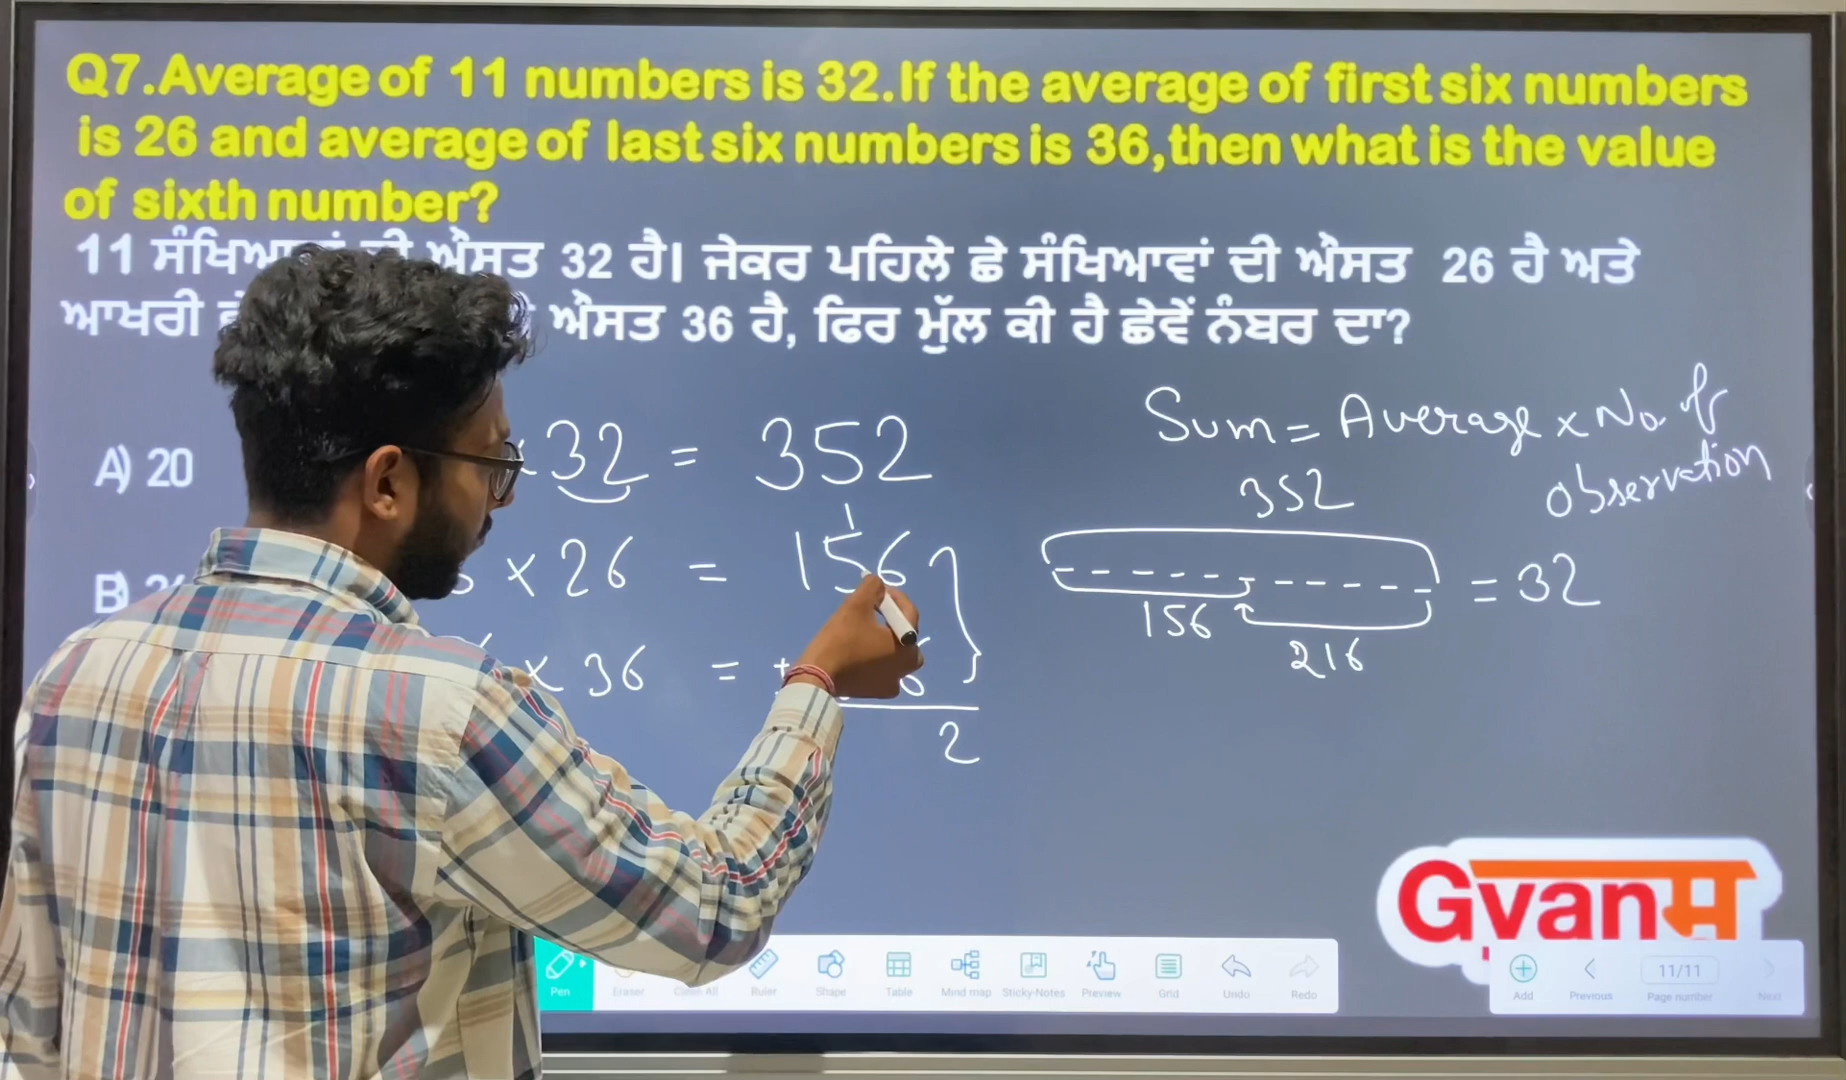 Q7.Average of 11 numbers is 32.If the average of first six numbers
is 26 and average of last six numbers is 36,then what is the value
of sixth number?
11 ਦੀ ਔਸਤ 32 ਹੈ। ਜੇਕਰ ਪਹਿਲੇ ਛੇ ਸੰਖਿਆਵਾਂ ਦੀ ਔਸਤ 26 ਹੈ ਅਤੇ
ਆਖਰੀ ਔਸਤ 36 ਹੈ, ਫਿਰ ਮੁੱਲ ਕੀ ਹੈ ਛੇਵੇਂ ਨੰਬਰ ਦਾ?
Sum = Average × No. of
observation
A) 20
×32 = 352
352
1
B)
× 26 = 156
= 32
156
216
× 36 = +
2
Gyanਸ
Pen Eraser Clean All Ruler Shape Table Mind map Sticky-Notes Preview Grid Undo Redo
11/11
Add Previous Page number Next